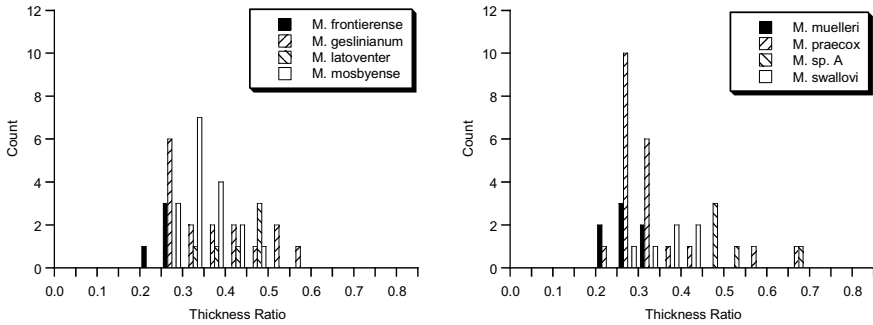 12
10
8
6
4
2
0
Count
0.0 0.1 0.2 0.3 0.4 0.5 0.6 0.7 0.8
Thickness Ratio
M. frontierense
M. geslinianum
M. latoventer
M. mosbyense
12
10
8
6
4
2
0
Count
0.0 0.1 0.2 0.3 0.4 0.5 0.6 0.7 0.8
Thickness Ratio
M. muelleri
M. praecox
M. sp. A
M. swallovi